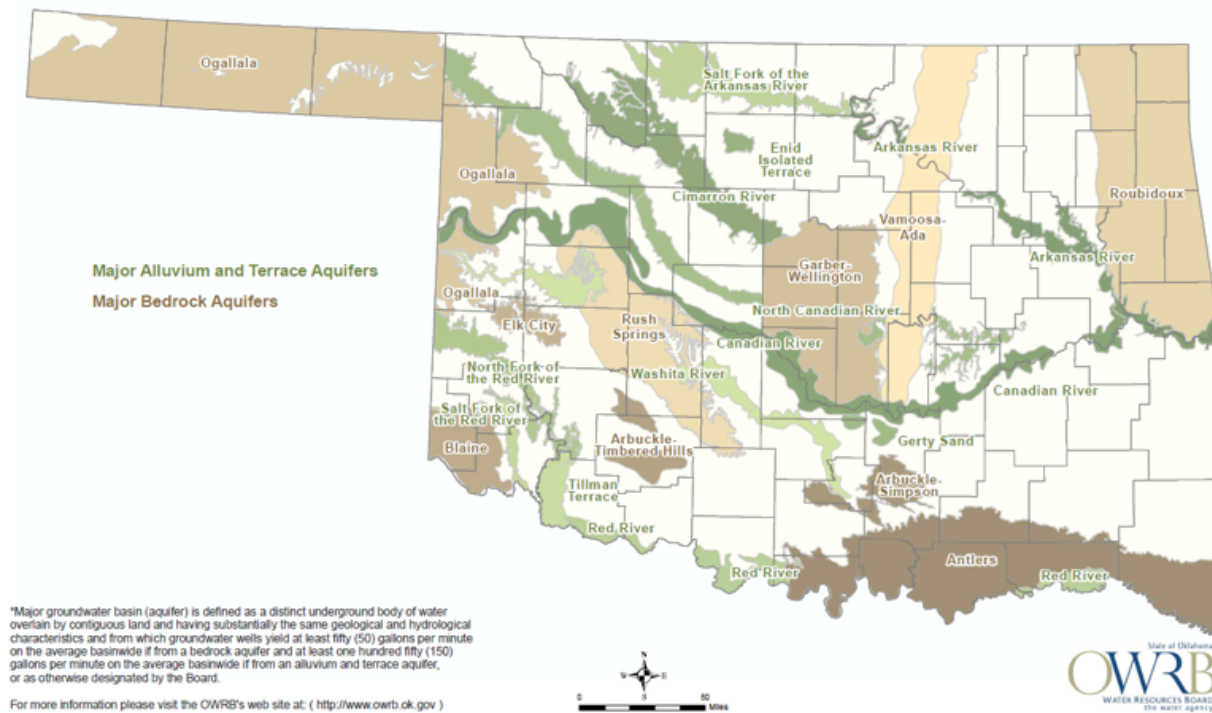 Ogallala
Salt Fork of the
Arkansas River
Enid
Isolated
Terrace
Arkansas River
Ogallala
Cimarron River
Roubidoux
Vamoosa-
Ada
Major Alluvium and Terrace Aquifers
Major Bedrock Aquifers
Garber-
Wellington
Arkansas River
Ogallala
North Canadian River
Elk City
Rush
Springs
Canadian River
North Fork of
the Red River
Washita River
Canadian River
Salt Fork of
the Red River
Blaine
Arbuckle-
Timbered Hills
Gerty Sand
Tillman
Terrace
Arbuckle-
Simpson
Red River
Antlers
Red River
Red River
*Major groundwater basin (aquifer) is defined as a distinct underground body of water
overlain by contiguous land and having substantially the same geological and hydrological
characteristics and from which groundwater wells yield at least fifty (50) gallons per minute
on the average basinwide if from a bedrock aquifer and at least one hundred fifty (150)
gallons per minute on the average basinwide if from an alluvium and terrace aquifer,
or as otherwise designated by the Board.
For more information please visit the OWRB's web site at: ( http://www.owrb.ok.gov )
N
W E
S
0 50
Miles
State of Oklahoma
OWRB
WATER RESOURCES BOARD
the water agency